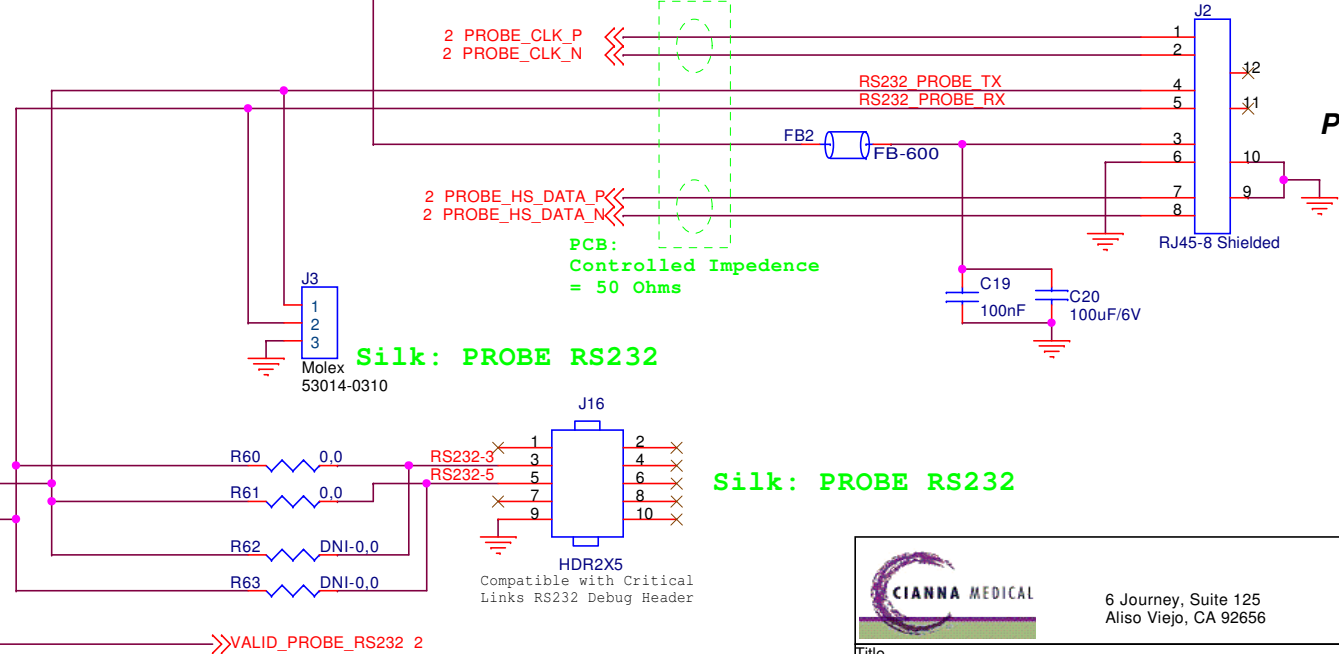 J2
2 PROBE_CLK_P
2 PROBE_CLK_N
1
2
12
RS232_PROBE_TX
RS232_PROBE_RX
4
5
11
P
FB2
FB-600
3
6
10
2 PROBE_HS_DATA_P
2 PROBE_HS_DATA_N
7
8
9
RJ45-8 Shielded
PCB:
Controlled Impedence
= 50 Ohms
C19
100nF
C20
100uF/6V
J3
1
2
3
Molex
53014-0310
Silk: PROBE RS232
J16
R60 0,0
RS232-3
R61 0,0
RS232-5
1 2
3 4
5 6
7 8
9 10
Silk: PROBE RS232
R62 DNI-0,0
R63 DNI-0,0
HDR2X5
Compatible with Critical
Links RS232 Debug Header
VALID_PROBE_RS232 2
CIANNA MEDICAL
6 Journey, Suite 125
Aliso Viejo, CA 92656
Title